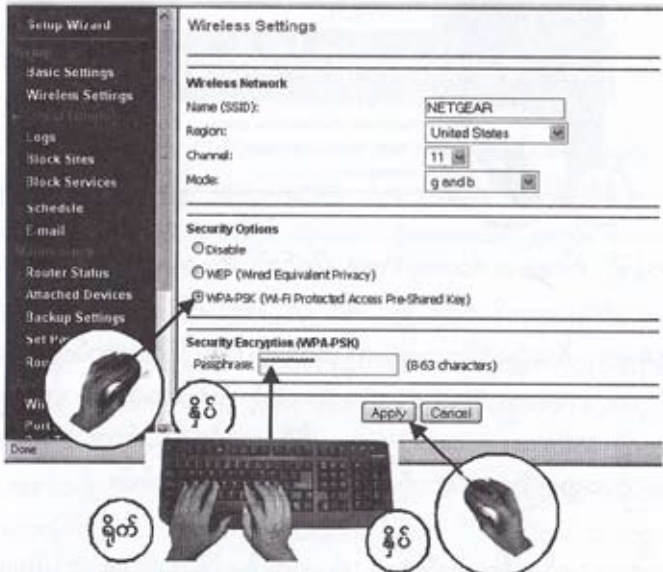 Setup Wizard
Basic Settings
Wireless Settings
Logs
Block Sites
Block Services
Schedule
E-mail
Router Status
Attached Devices
Backup Settings
Done
Wireless Settings
Wireless Network
Name (SSID): NETGEAR
Region: United States
Channel: 11
Mode: g and b
Security Options
Disable
WEP (Wired Equivalent Privacy)
WPA-PSK (Wi-Fi Protected Access Pre-Shared Key)
Security Encryption (WPA-PSK)
Passphrase: (8-63 characters)
Apply Cancel
နှိပ်
ရိုက်
နှိပ်